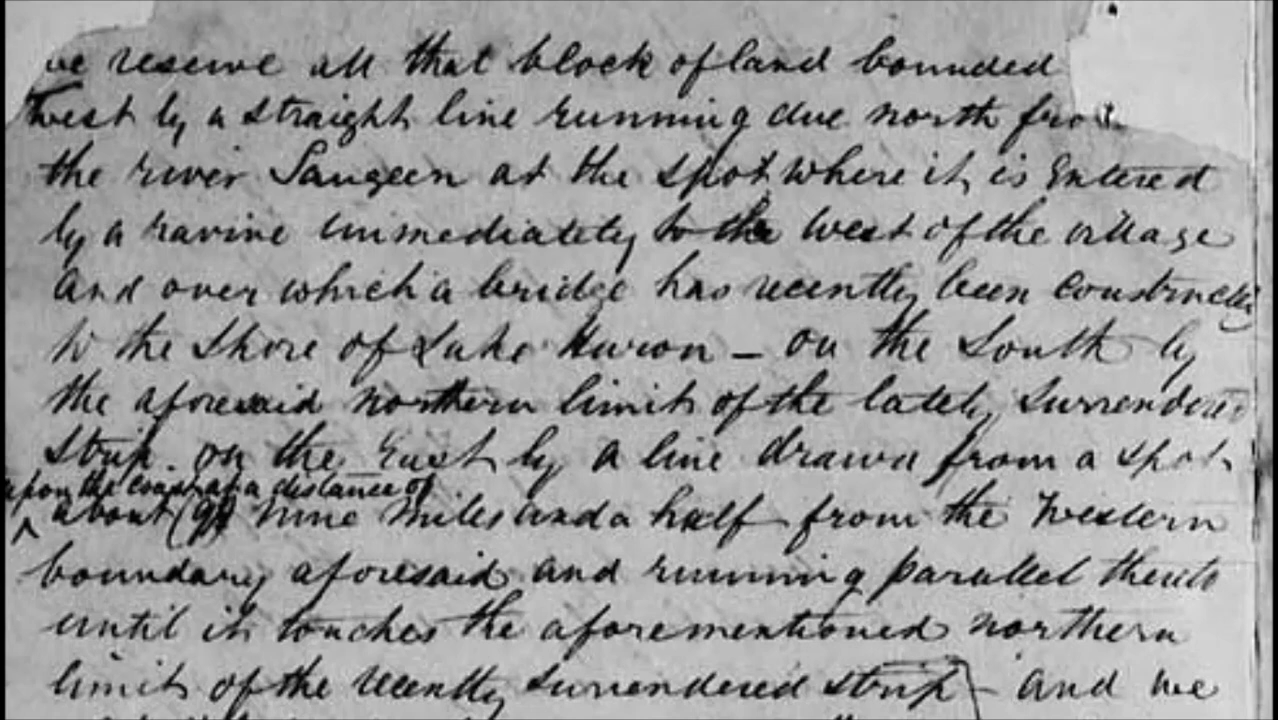 we reserve all that block of land bounded
West by a straight line running due north from
the river Saugeen at the spot where it is Entered
by a ravine immediately to the west of the village
and over which a bridge has recently been constructed
to the Shore of Lake Huron – on the South by
the aforesaid northern limit of the lately Surrendered
strip. on the East by a line drawn from a spot
upon the coast at a distance of
about (9½) nine miles and a half from the Western
boundary aforesaid and running parallel thereto
until it touches the aforementioned northern
limit of the recently surrendered strip – And we